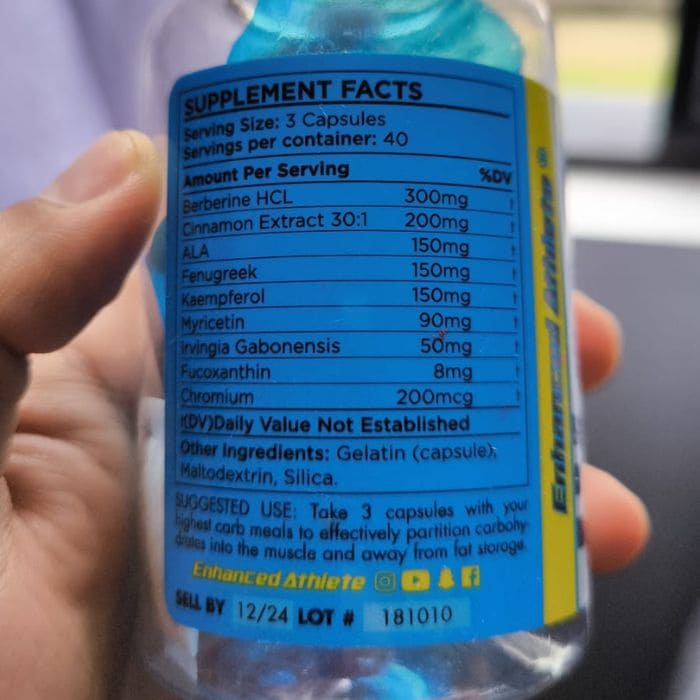 SUPPLEMENT FACTS
Serving Size: 3 Capsules
Servings per container: 40
Amount Per Serving %DV
Berberine HCL 300mg †
Cinnamon Extract 30:1 200mg †
ALA 150mg †
Fenugreek 150mg †
Kaempferol 150mg †
Myricetin 90mg †
Irvingia Gabonensis 50mg †
Fucoxanthin 8mg †
Chromium 200mcg †
†(DV)Daily Value Not Established
Other Ingredients: Gelatin (capsule),
Maltodextrin, Silica.
SUGGESTED USE: Take 3 capsules with your
highest carb meals to effectively partition carbohy-
drates into the muscle and away from fat storage.
Enhanced Athlete
SELL BY 12/24 LOT # 181010
Enhanced Athlete ®